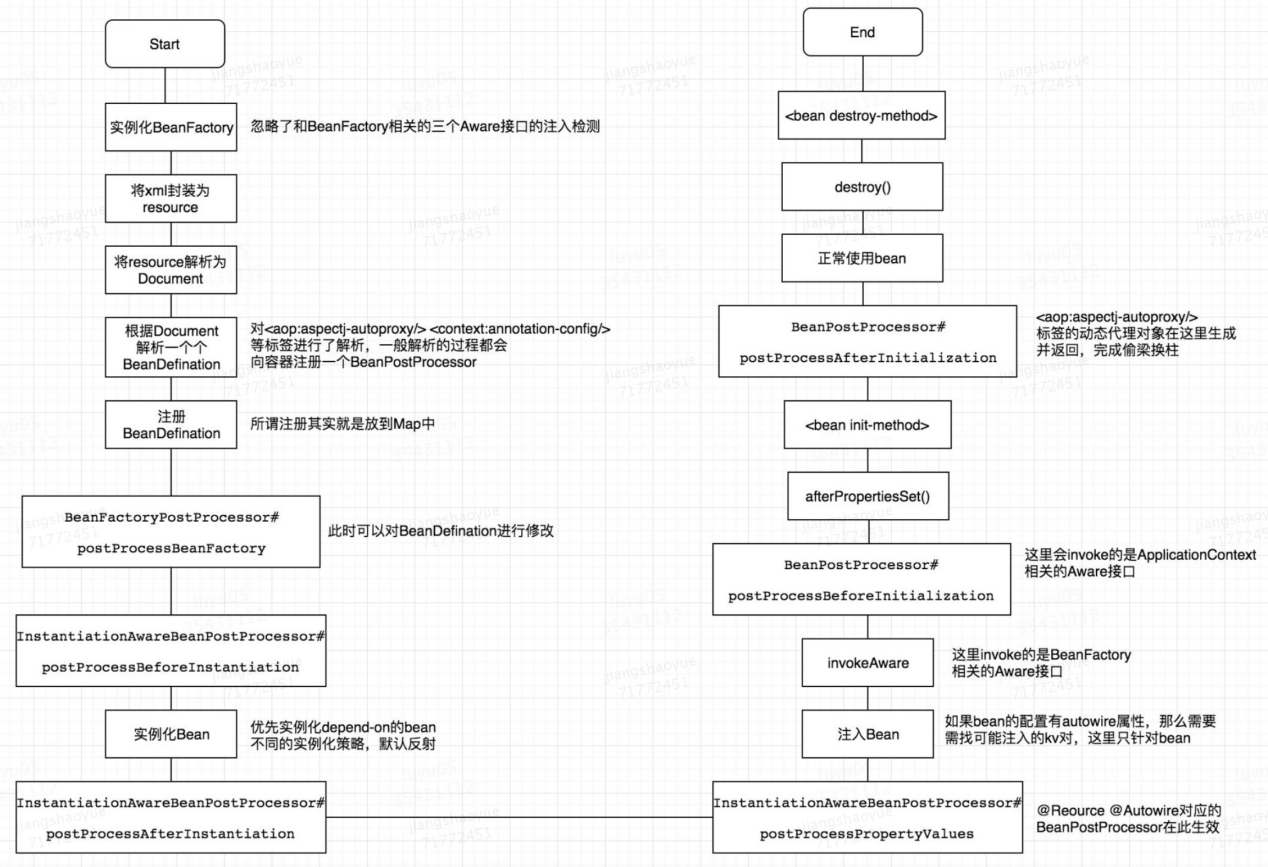 Start
实例化BeanFactory
忽略了和BeanFactory相关的三个Aware接口的注入检测
将xml封装为
resource
将resource解析为
Document
根据Document
解析一个个
BeanDefination
对<aop:aspectj-autoproxy/> <context:annotation-config/>
等标签进行了解析，一般解析的过程都会
向容器注册一个BeanPostProcessor
注册
BeanDefination
所谓注册其实就是放到Map中
BeanFactoryPostProcessor#
postProcessBeanFactory
此时可以对BeanDefination进行修改
InstantiationAwareBeanPostProcessor#
postProcessBeforeInstantiation
实例化Bean
优先实例化depend-on的bean
不同的实例化策略，默认反射
InstantiationAwareBeanPostProcessor#
postProcessAfterInstantiation
End
<bean destroy-method>
destroy()
正常使用bean
BeanPostProcessor#
postProcessAfterInitialization
<aop:aspectj-autoproxy/>
标签的动态代理对象在这里生成
并返回，完成偷梁换柱
<bean init-method>
afterPropertiesSet()
BeanPostProcessor#
postProcessBeforeInitialization
这里会invoke的是ApplicationContext
相关的Aware接口
invokeAware
这里invoke的是BeanFactory
相关的Aware接口
注入Bean
如果bean的配置有autowire属性，那么需要
需找可能注入的kv对，这里只针对bean
InstantiationAwareBeanPostProcessor#
postProcessPropertyValues
@Reource @Autowire对应的
BeanPostProcessor在此生效
jiangshaoyue
71772451